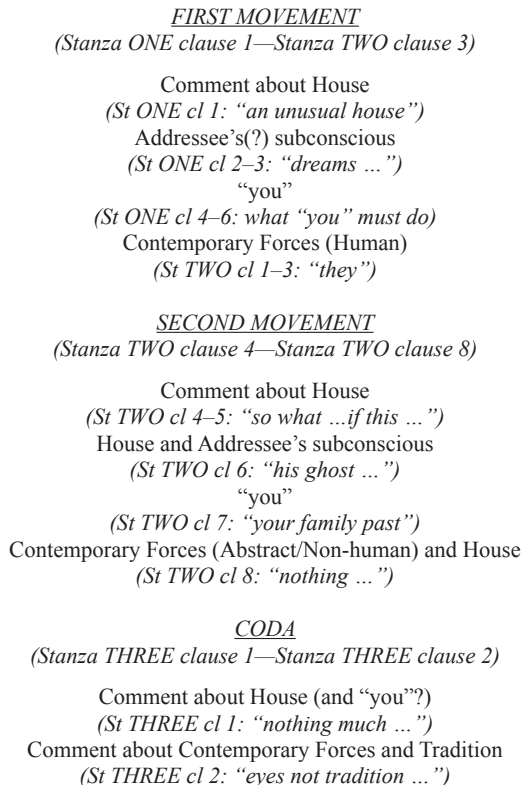 FIRST MOVEMENT
(Stanza ONE clause 1—Stanza TWO clause 3)
Comment about House
(St ONE cl 1: “an unusual house”)
Addressee’s(?) subconscious
(St ONE cl 2–3: “dreams …”)
“you”
(St ONE cl 4–6: what “you” must do)
Contemporary Forces (Human)
(St TWO cl 1–3: “they”)
SECOND MOVEMENT
(Stanza TWO clause 4—Stanza TWO clause 8)
Comment about House
(St TWO cl 4–5: “so what …if this …”)
House and Addressee’s subconscious
(St TWO cl 6: “his ghost …”)
“you”
(St TWO cl 7: “your family past”)
Contemporary Forces (Abstract/Non-human) and House
(St TWO cl 8: “nothing …”)
CODA
(Stanza THREE clause 1—Stanza THREE clause 2)
Comment about House (and “you”?)
(St THREE cl 1: “nothing much …”)
Comment about Contemporary Forces and Tradition
(St THREE cl 2: “eyes not tradition …”)